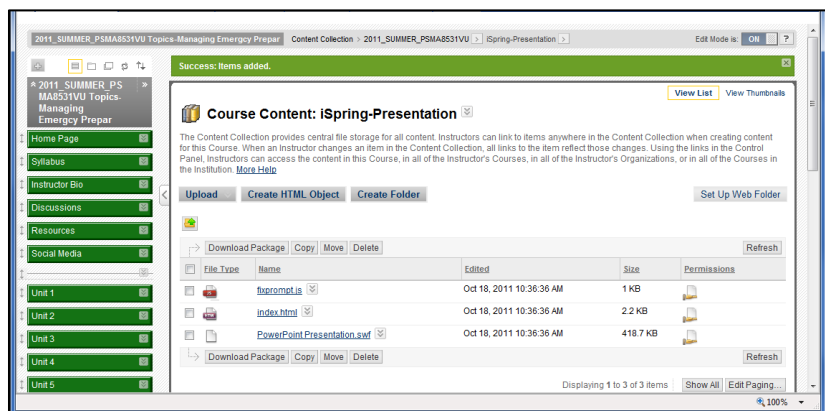 2011_SUMMER_PSMA8531VU Topics-Managing Emergcy Prepar Content Collection > 2011_SUMMER_PSMA8531VU > iSpring-Presentation > Edit Mode is: ON ?
Success: Items added.
2011_SUMMER_PS
MA8531VU Topics-
Managing
Emergcy Prepar
Home Page
Syllabus
Instructor Bio
Discussions
Resources
Social Media
Unit 1
Unit 2
Unit 3
Unit 4
Unit 5
View List View Thumbnails
Course Content: iSpring-Presentation
The Content Collection provides central file storage for all content. Instructors can link to items anywhere in the Content Collection when creating content
for this Course. When an Instructor changes an item in the Content Collection, all links to the item reflect those changes. Using the links in the Control
Panel, Instructors can access the content in this Course, in all of the Instructor's Courses, in all of the Instructor's Organizations, or in all of the Courses in
the Institution. More Help
Upload Create HTML Object Create Folder Set Up Web Folder
Download Package Copy Move Delete Refresh
File Type Name Edited Size Permissions
fixprompt.js Oct 18, 2011 10:36:36 AM 1 KB
index.html Oct 18, 2011 10:36:36 AM 2.2 KB
PowerPoint Presentation.swf Oct 18, 2011 10:36:36 AM 418.7 KB
Download Package Copy Move Delete Refresh
Displaying 1 to 3 of 3 items Show All Edit Paging...
100%